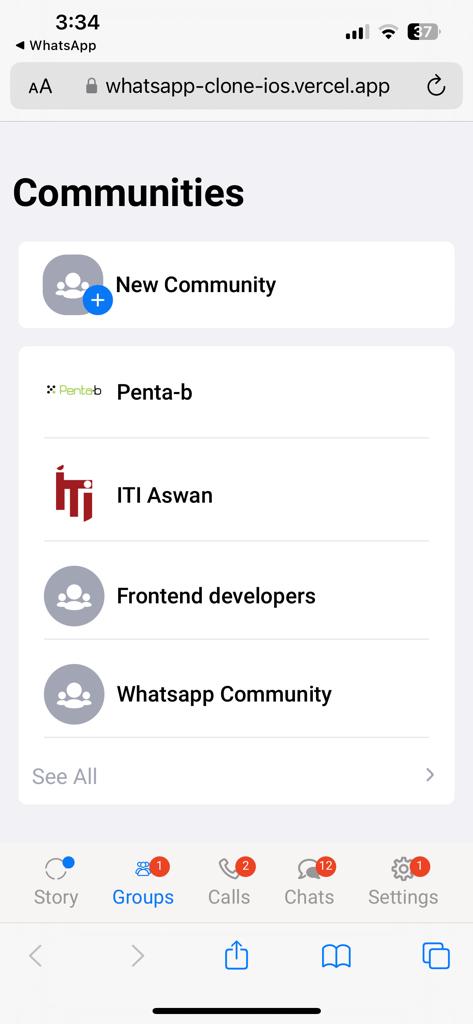 3:34
37
WhatsApp
AA
whatsapp-clone-ios.vercel.app
Communities
New Community
Penta-b
Penta-b
ITI
ITI Aswan
Frontend developers
Whatsapp Community
See All
1
2
12
1
Story
Groups
Calls
Chats
Settings